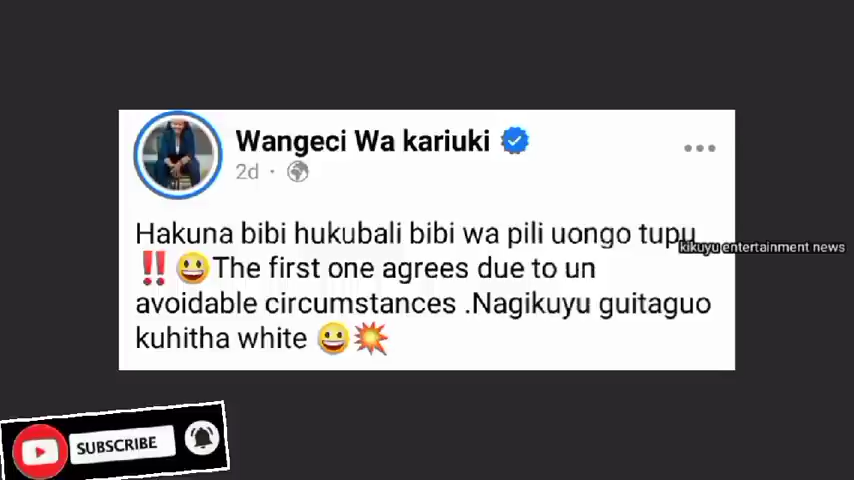 Wangeci Wa kariuki
2d ·
Hakuna bibi hukubali bibi wa pili uongo tupu
‼️😀The first one agrees due to un
avoidable circumstances .Nagikuyu guitaguo
kuhitha white 😀💥
kikuyu entertainment news
SUBSCRIBE